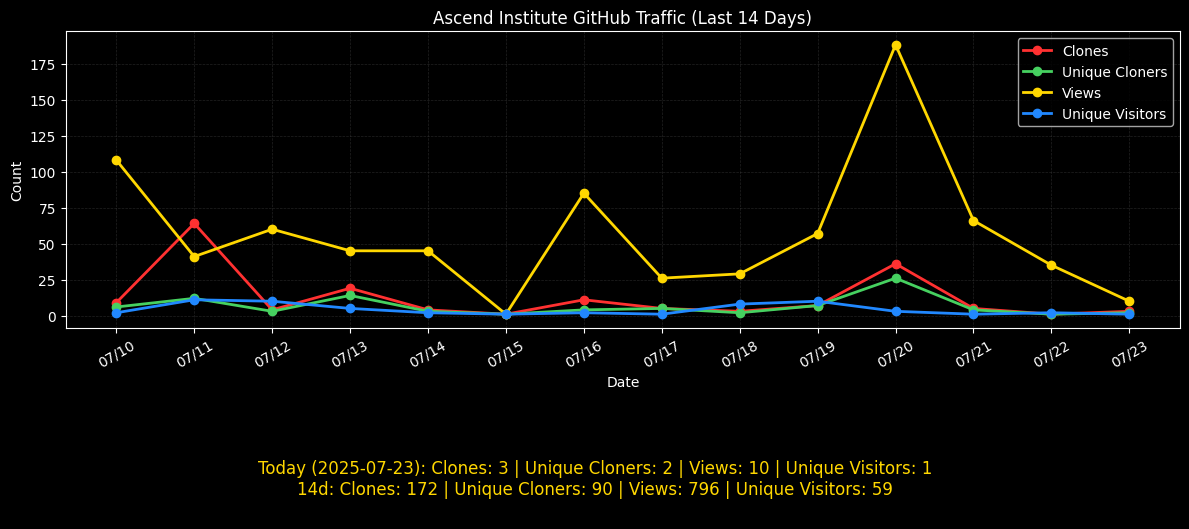 Ascend Institute GitHub Traffic (Last 14 Days)
Clones
Unique Cloners
Views
Unique Visitors
Count
175
150
125
100
75
50
25
0
07/10 07/11 07/12 07/13 07/14 07/15 07/16 07/17 07/18 07/19 07/20 07/21 07/22 07/23
Date
Today (2025-07-23): Clones: 3 | Unique Cloners: 2 | Views: 10 | Unique Visitors: 1
14d: Clones: 172 | Unique Cloners: 90 | Views: 796 | Unique Visitors: 59